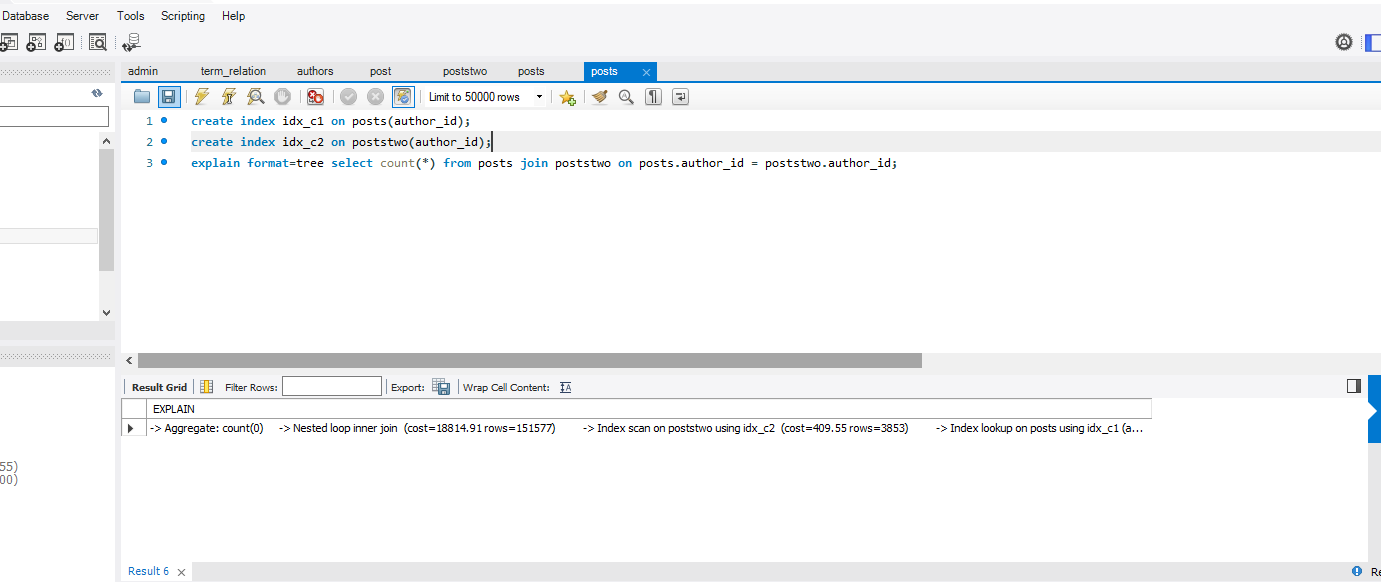 Database Server Tools Scripting Help
admin term_relation authors post poststwo posts posts
Limit to 50000 rows
1 create index idx_c1 on posts(author_id);
2 create index idx_c2 on poststwo(author_id);
3 explain format=tree select count(*) from posts join poststwo on posts.author_id = poststwo.author_id;
Result Grid Filter Rows: Export: Wrap Cell Content:
EXPLAIN
-> Aggregate: count(0) -> Nested loop inner join (cost=18814.91 rows=151577) -> Index scan on poststwo using idx_c2 (cost=409.55 rows=3853) -> Index lookup on posts using idx_c1 (a...
55)
00)
Result 6
Re